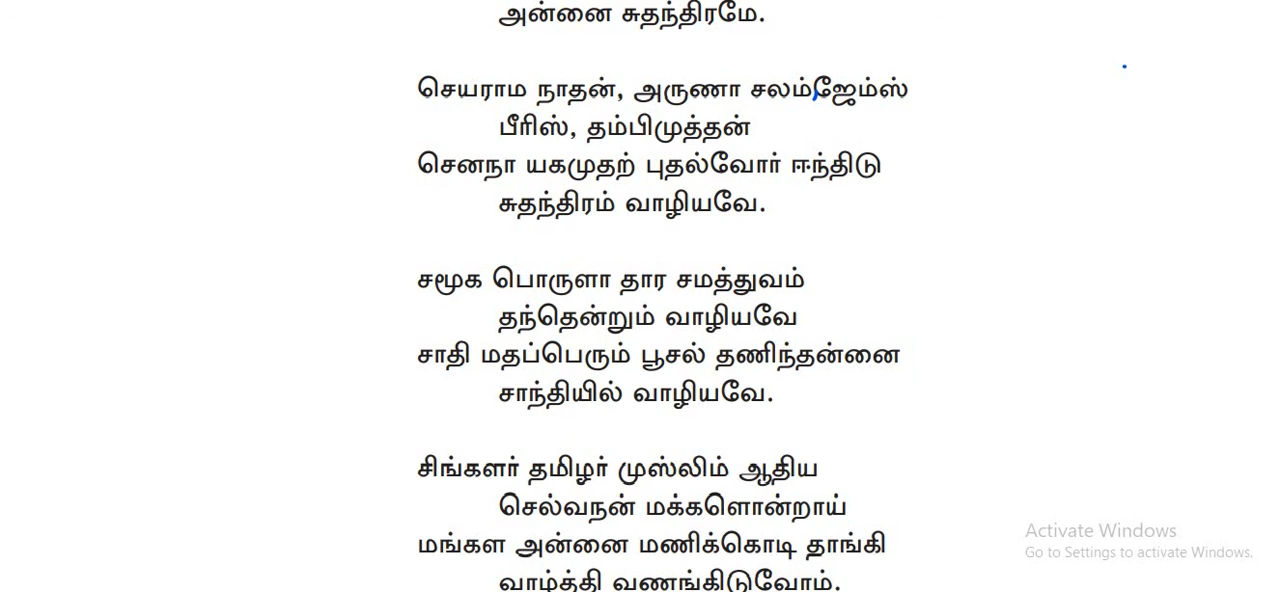 அன்னை சுதந்திரமே.
செயராம நாதன், அருணா சலம்ஜேம்ஸ்
பீரிஸ், தம்பிமுத்தன்
செனநா யகமுதற் புதல்வோர் ஈந்திடு
சுதந்திரம் வாழியவே.
சமூக பொருளா தார சமத்துவம்
தந்தென்றும் வாழியவே
சாதி மதப்பெரும் பூசல் தணிந்தன்னை
சாந்தியில் வாழியவே.
சிங்களர் தமிழர் முஸ்லிம் ஆதிய
செல்வநன் மக்களொன்றாய்
மங்கள அன்னை மணிக்கொடி தாங்கி
வாழ்த்தி வணங்கிடுவோம்.
Activate Windows
Go to Settings to activate Windows.